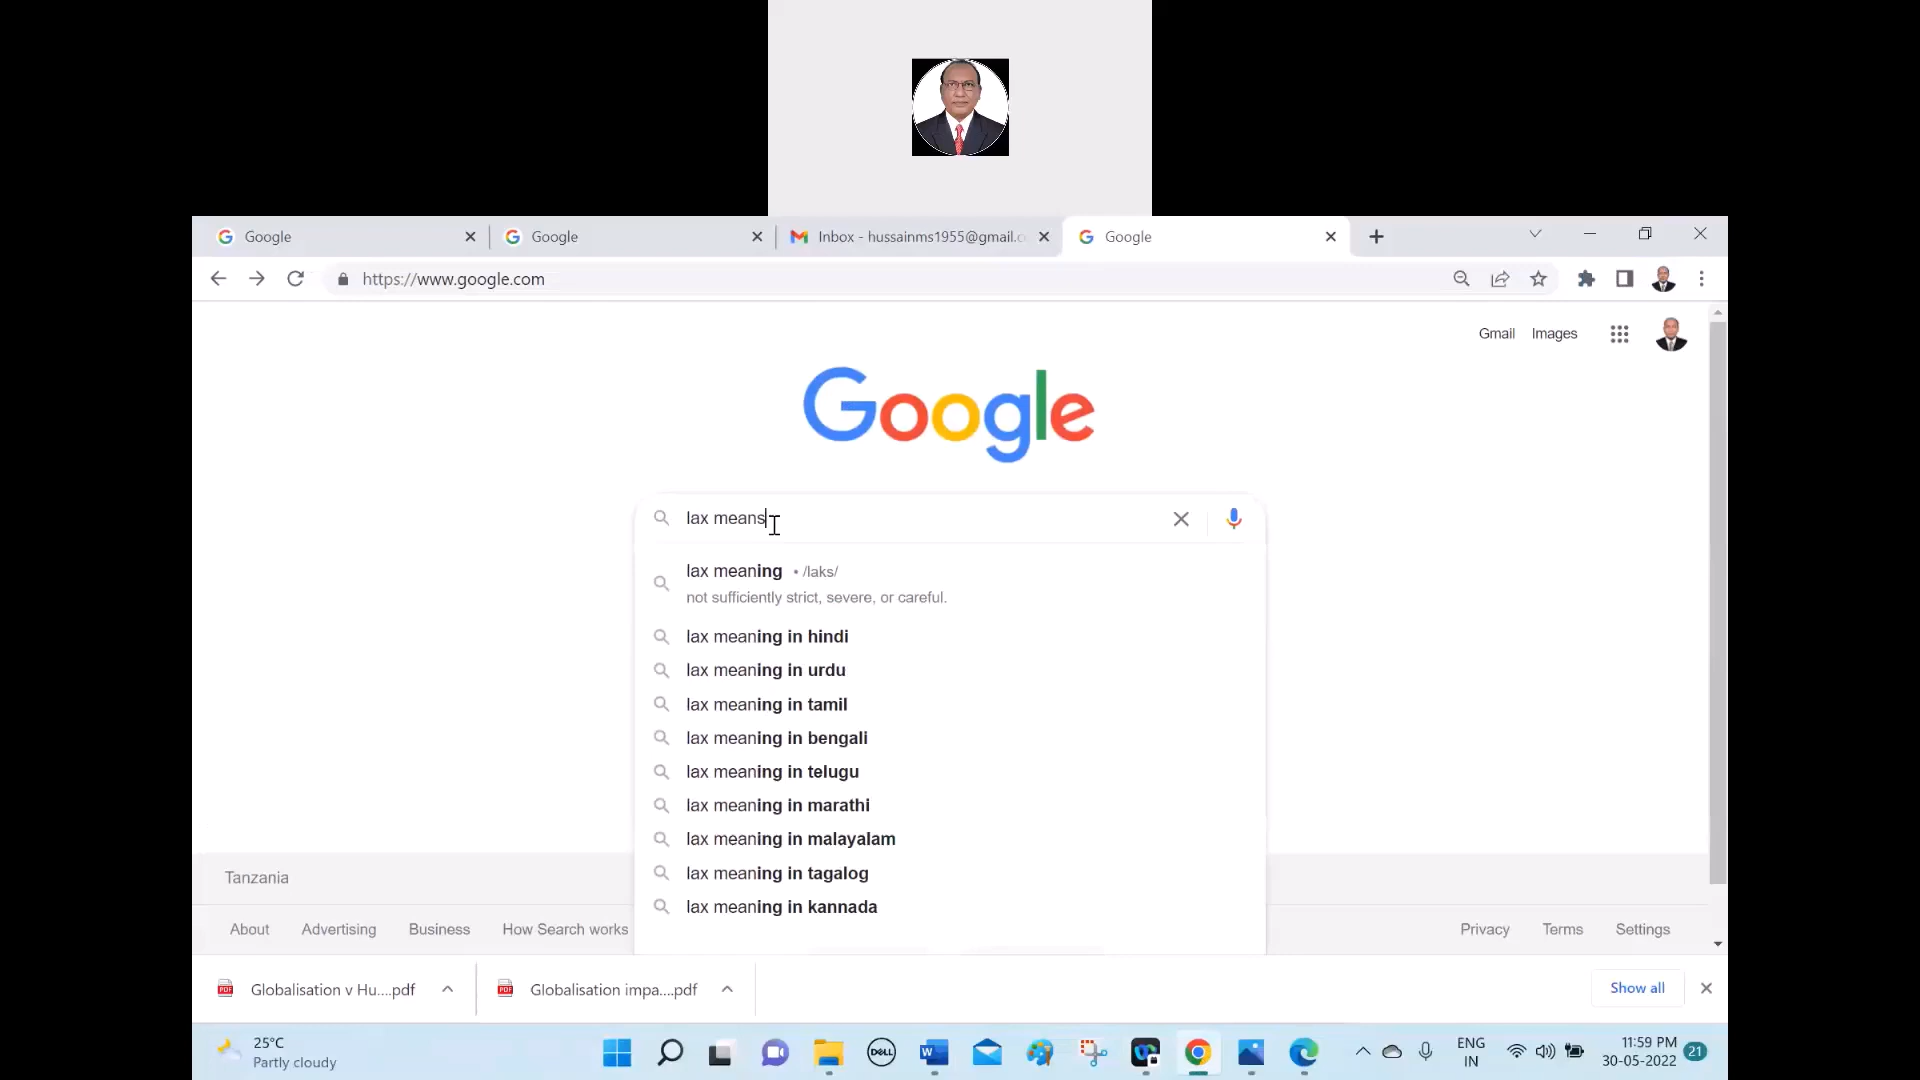 Google
Google
Inbox - hussainms1955@gmail.c
Google
https://www.google.com
Gmail
Images
Google
lax means
lax meaning • /laks/
not sufficiently strict, severe, or careful.
lax meaning in hindi
lax meaning in urdu
lax meaning in tamil
lax meaning in bengali
lax meaning in telugu
lax meaning in marathi
lax meaning in malayalam
lax meaning in tagalog
lax meaning in kannada
Tanzania
About
Advertising
Business
How Search works
Privacy
Terms
Settings
Globalisation v Hu....pdf
Globalisation impa....pdf
Show all
25°C
Partly cloudy
DELL
ENG
IN
11:59 PM
30-05-2022
21